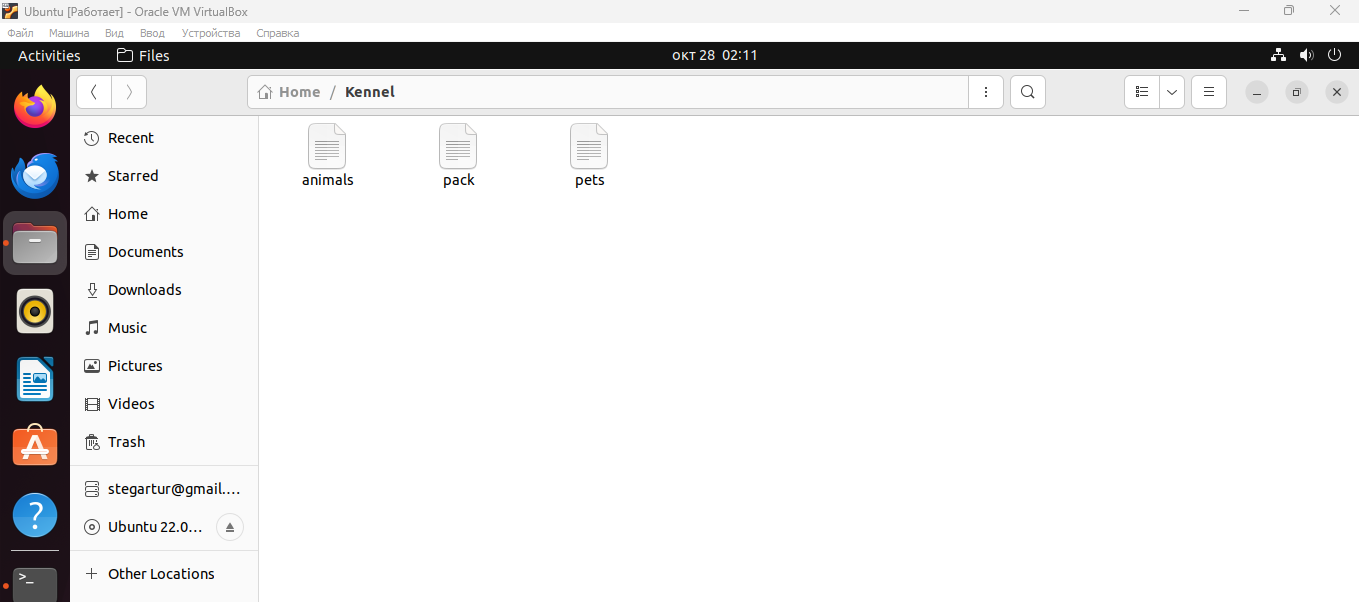 Ubuntu [Работает] - Oracle VM VirtualBox
Файл Машина Вид Ввод Устройства Справка
Activities Files окт 28 02:11
Home / Kennel
Recent
Starred
Home
Documents
Downloads
Music
Pictures
Videos
Trash
stegartur@gmail....
Ubuntu 22.0...
Other Locations
animals pack pets